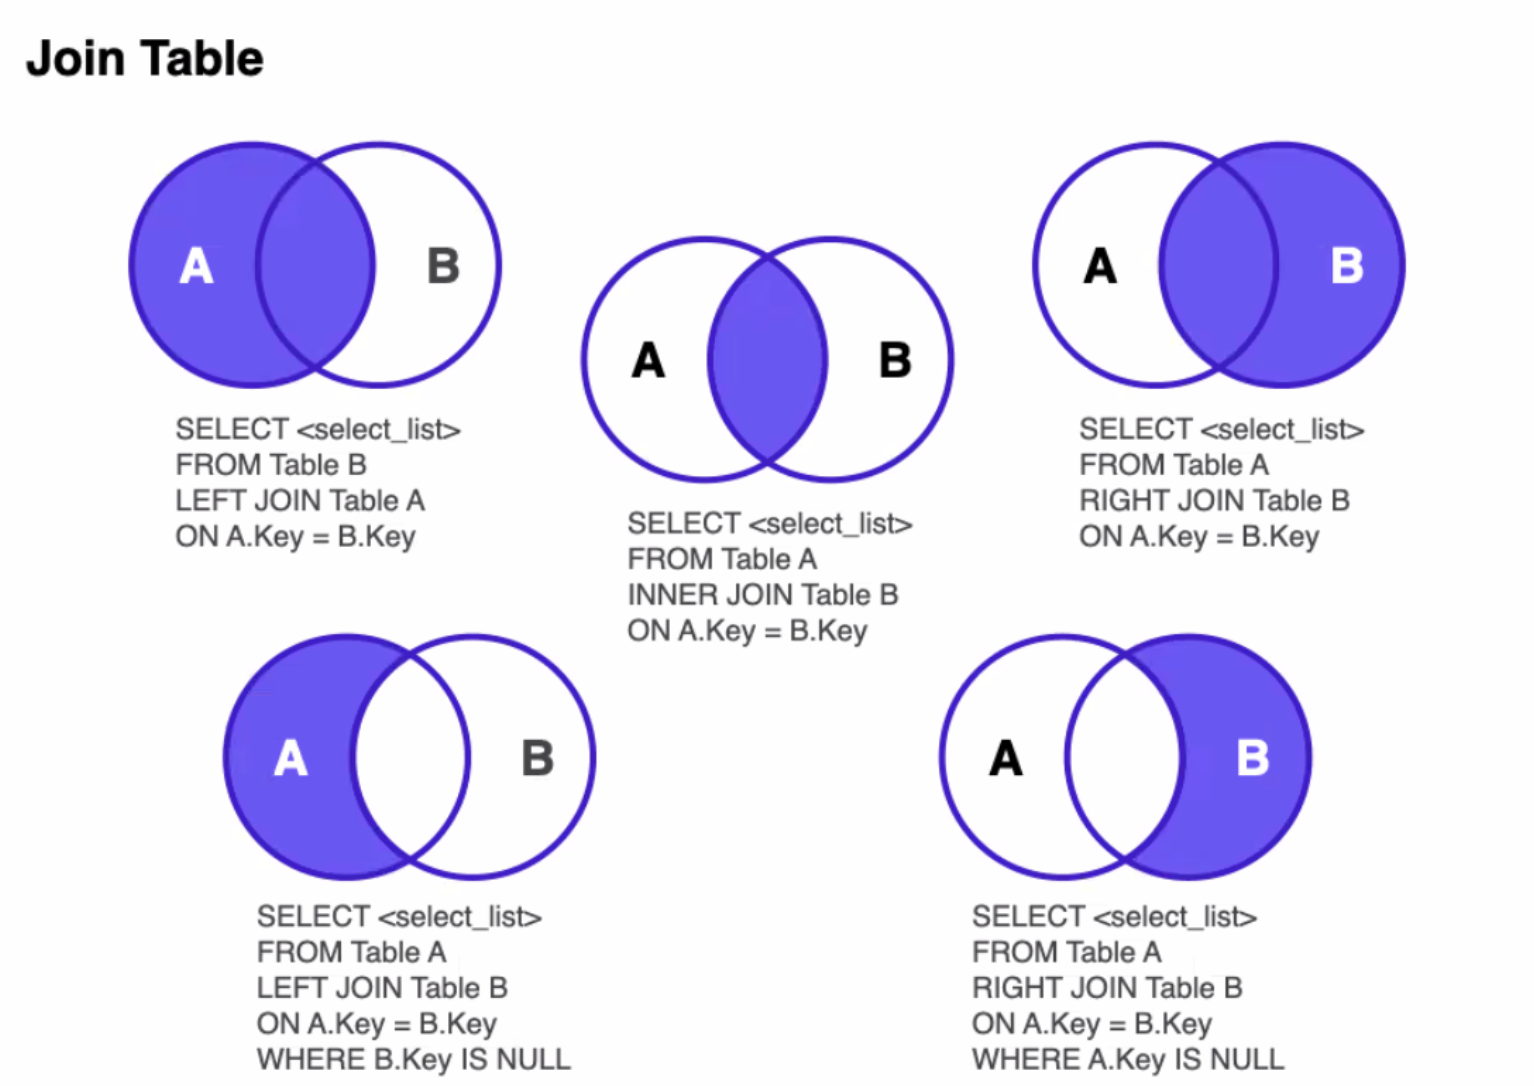 Join Table
A
B
SELECT <select_list>
FROM Table B
LEFT JOIN Table A
ON A.Key = B.Key
A
B
SELECT <select_list>
FROM Table A
INNER JOIN Table B
ON A.Key = B.Key
A
B
SELECT <select_list>
FROM Table A
RIGHT JOIN Table B
ON A.Key = B.Key
A
B
SELECT <select_list>
FROM Table A
LEFT JOIN Table B
ON A.Key = B.Key
WHERE B.Key IS NULL
A
B
SELECT <select_list>
FROM Table A
RIGHT JOIN Table B
ON A.Key = B.Key
WHERE A.Key IS NULL